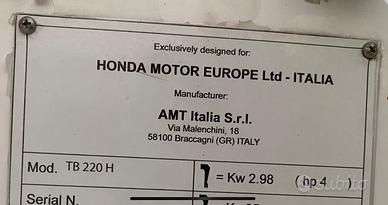 Exclusively designed for:
HONDA MOTOR EUROPE Ltd - ITALIA
Manufacturer:
AMT Italia S.r.l.
Via Malenchini, 18
58100 Braccagni (GR) ITALY
Mod. TB 220 H = Kw 2.98 ( hp 4 )
subito
Serial N.